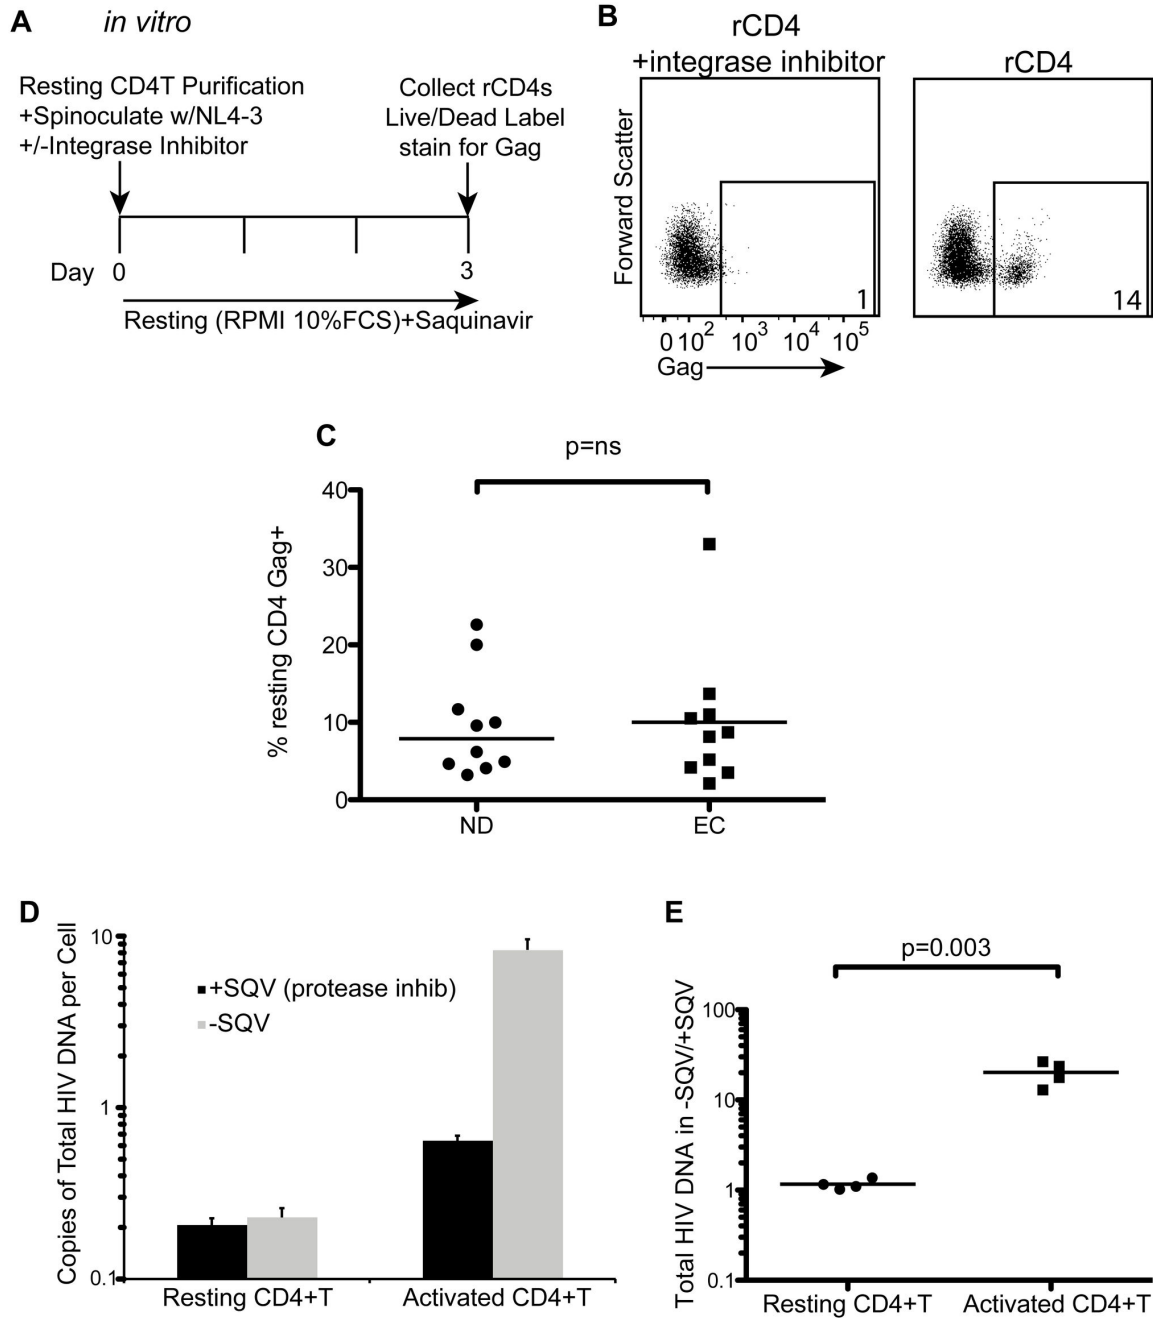 A
in vitro
Resting CD4T Purification
+Spinoculate w/NL4-3
+/-Integrase Inhibitor
Collect rCD4s
Live/Dead Label
stain for Gag
Day 0 3
Resting (RPMI 10%FCS)+Saquinavir
B
rCD4
+integrase inhibitor
rCD4
Forward Scatter
1
14
0 10² 10³ 10⁴ 10⁵
Gag
C
p=ns
% resting CD4 Gag+
40
30
20
10
0
ND EC
D
Copies of Total HIV DNA per Cell
10
1
0.1
+SQV (protease inhib)
-SQV
Resting CD4+T Activated CD4+T
E
p=0.003
Total HIV DNA in -SQV/+SQV
100
10
1
0.1
Resting CD4+T Activated CD4+T